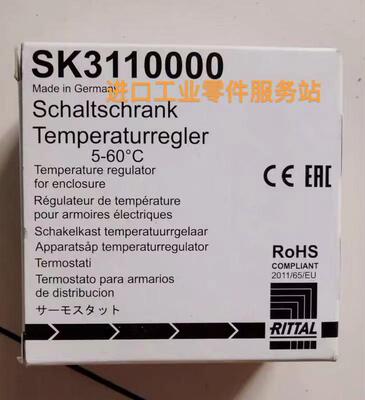 SK3110000
进口工业零件服务站
Made in Germany
Schaltschrank
Temperaturregler
5-60°C
Temperature regulator
for enclosure
Régulateur de température
pour armoires électriques
Schakelkast temperatuurrgelaar
Apparatsåp temperaturregulator
Termostati
Termostato para armarios
de distribucion
サーモスタット
CE EAC
RoHS
COMPLIANT
2011/65/EU
RITTAL